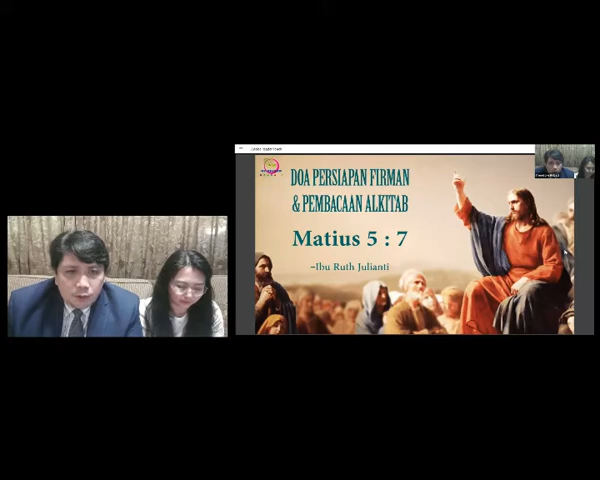 DOA PERSIAPAN FIRMAN
& PEMBACAAN ALKITAB
Matius 5 : 7
-Ibu Ruth Julianti